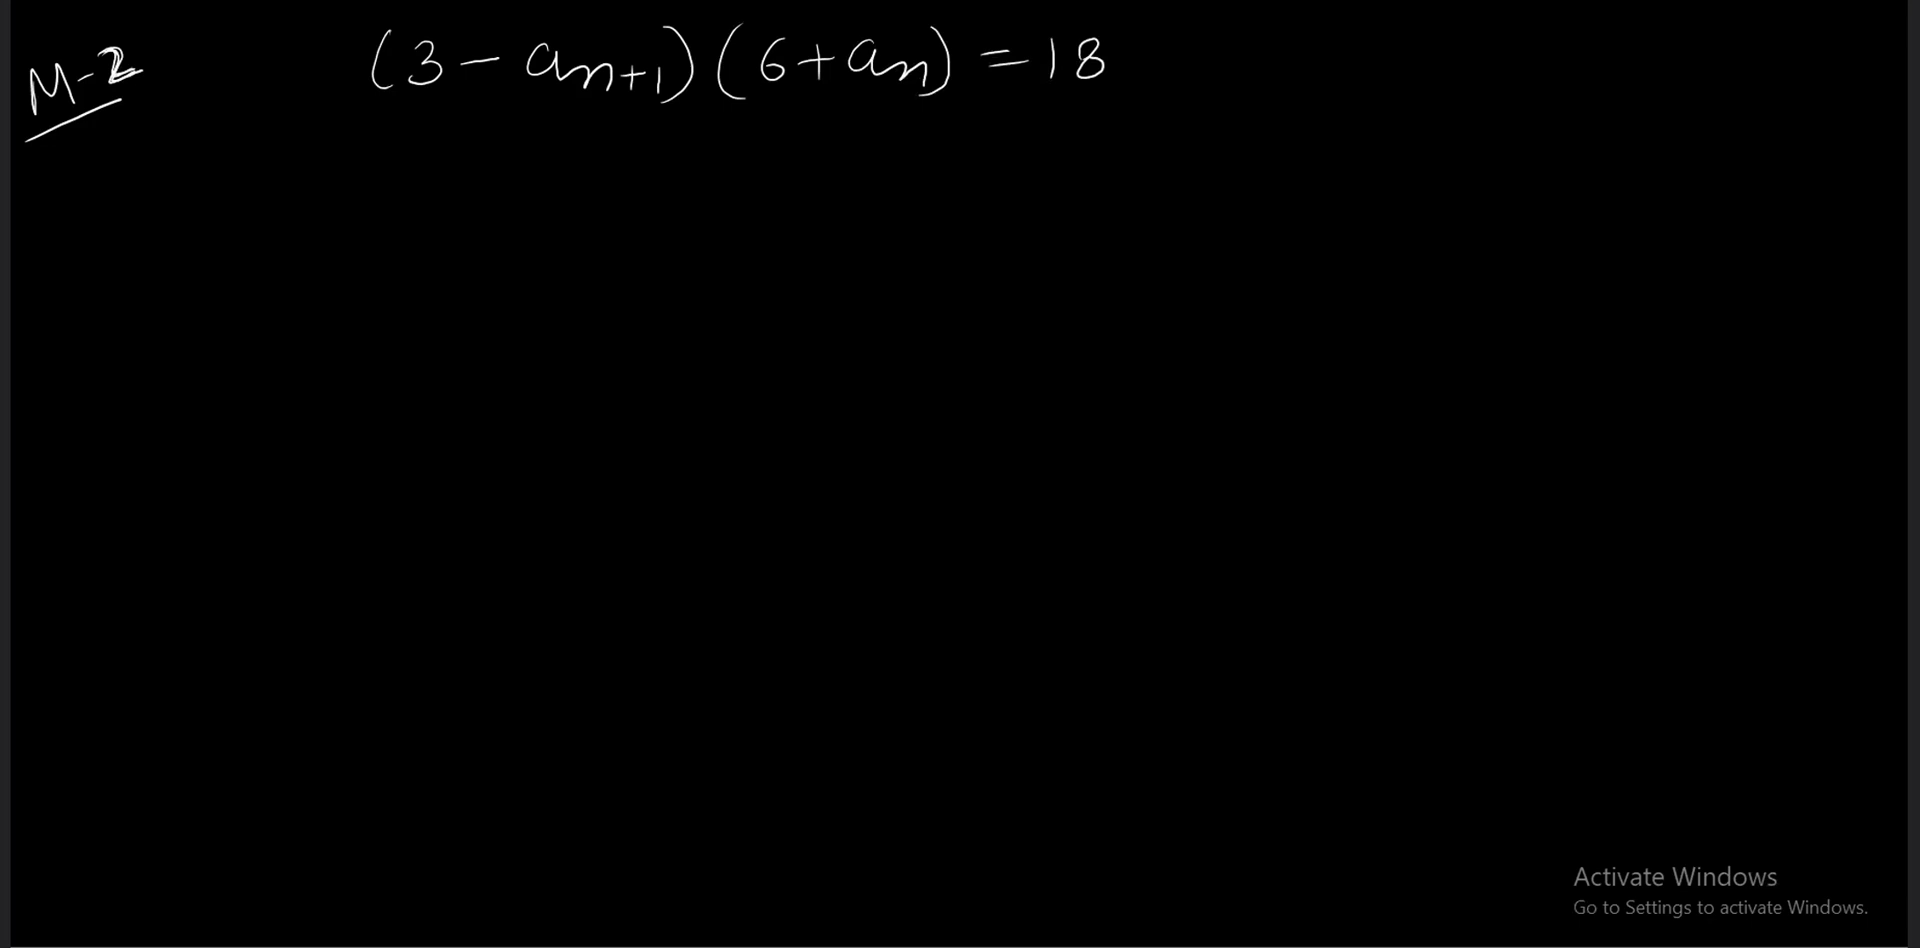 M-2 (3 - an+1) (6 + an) = 18
Activate Windows
Go to Settings to activate Windows.